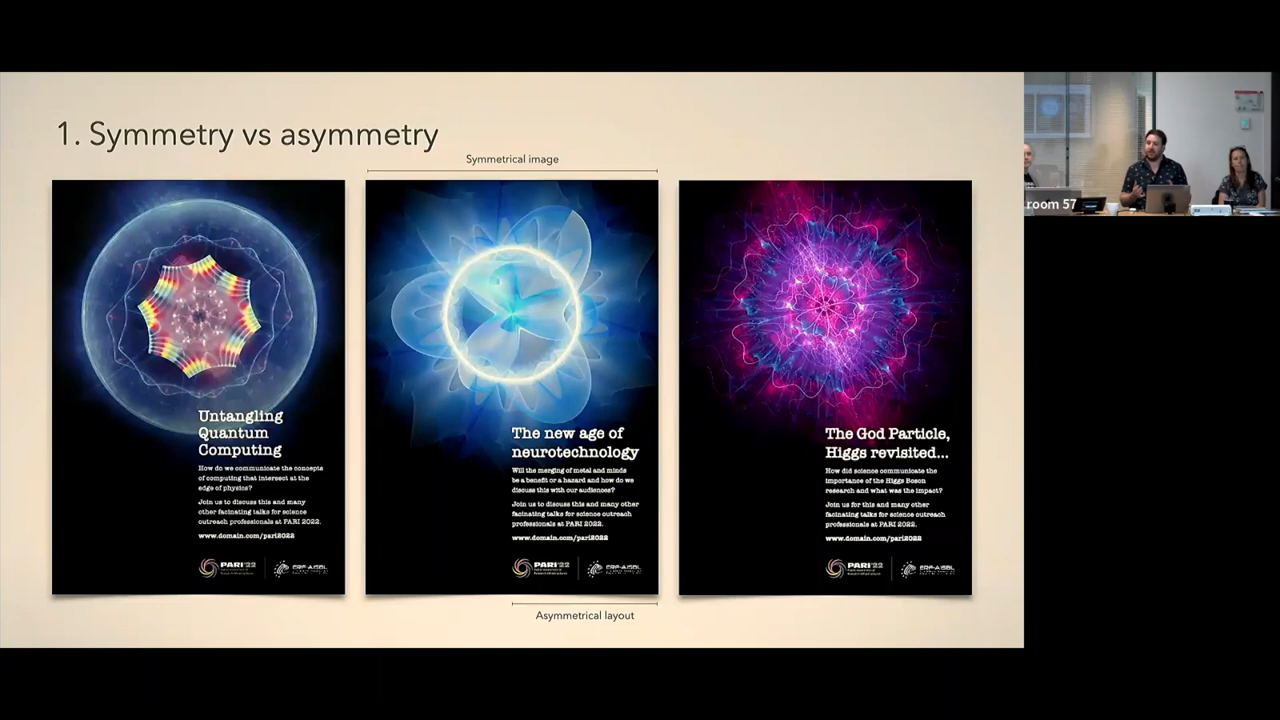 1. Symmetry vs asymmetry
Symmetrical image
Untangling
Quantum
Computing
How do we communicate the concepts
of computing that intersect at the
edge of physics?
Join us to discuss this and many
other facinating talks for science
outreach professionals at PARI 2022.
www.domain.com/pari2022
PARI'22
ERF-AISBL
The new age of
neurotechnology
Will the merging of metal and minds
be a benefit or a hazard and how do we
discuss this with our audiences?
Join us to discuss this and many other
facinating talks for science outreach
professionals at PARI 2022.
www.domain.com/pari2022
PARI'22
ERF-AISBL
The God Particle,
Higgs revisited...
How did science communicate the
importance of the Higgs Boson
research and what was the impact?
Join us for this and many other
facinating talks for science outreach
professionals at PARI 2022.
www.domain.com/pari2022
PARI'22
ERF-AISBL
Asymmetrical layout
room 57